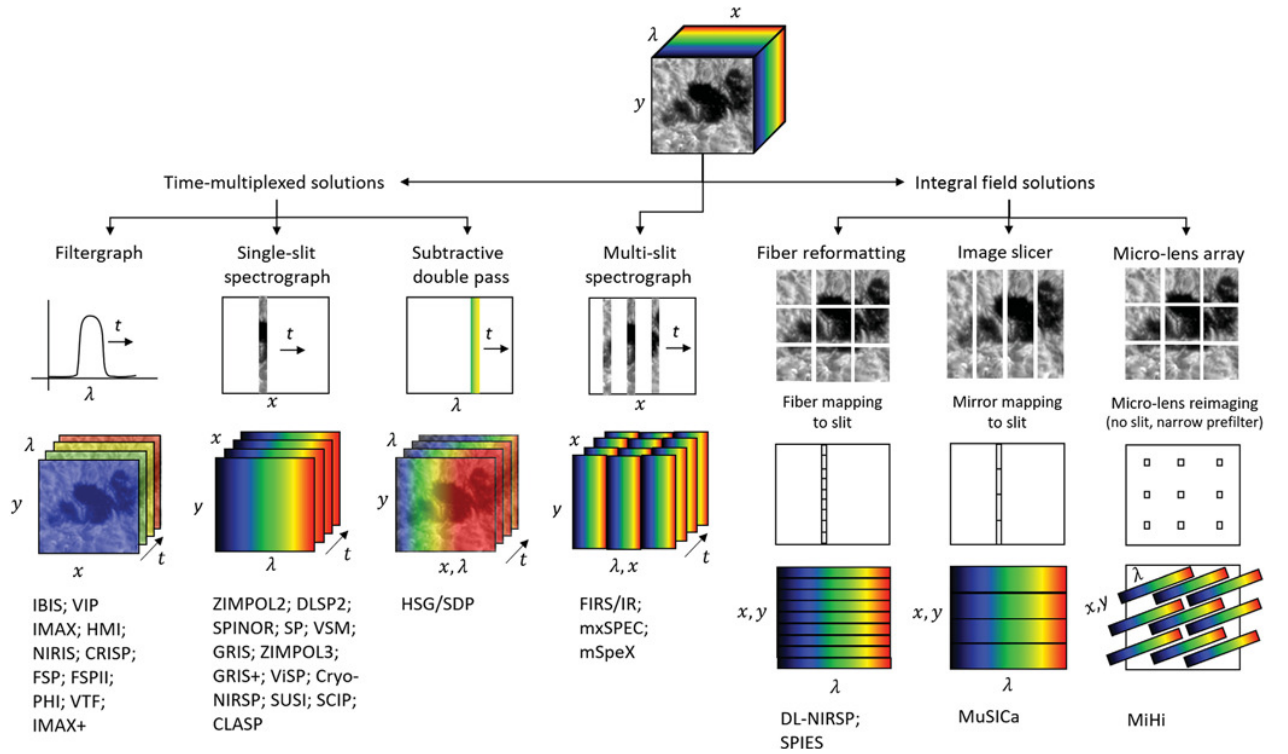 x
λ
y
Time-multiplexed solutions
Integral field solutions
Filtergraph
t
λ
λ
y
x
t
IBIS; VIP
IMAX; HMI;
NIRIS; CRISP;
FSP; FSPII;
PHI; VTF;
IMAX+
Single-slit
spectrograph
t
x
x
y
λ
t
ZIMPOL2; DLSP2;
SPINOR; SP; VSM;
GRIS; ZIMPOL3;
GRIS+; ViSP; Cryo-
NIRSP; SUSI; SCIP;
CLASP
Subtractive
double pass
t
λ
λ
y
x, λ
t
HSG/SDP
Multi-slit
spectrograph
t
x
x
y
λ, x
t
FIRS/IR;
mxSPEC;
mSpeX
Fiber reformatting
Fiber mapping
to slit
x, y
λ
DL-NIRSP;
SPIES
Image slicer
Mirror mapping
to slit
x, y
λ
MuSICa
Micro-lens array
Micro-lens reimaging
(no slit, narrow prefilter)
λ
x,y
MiHi